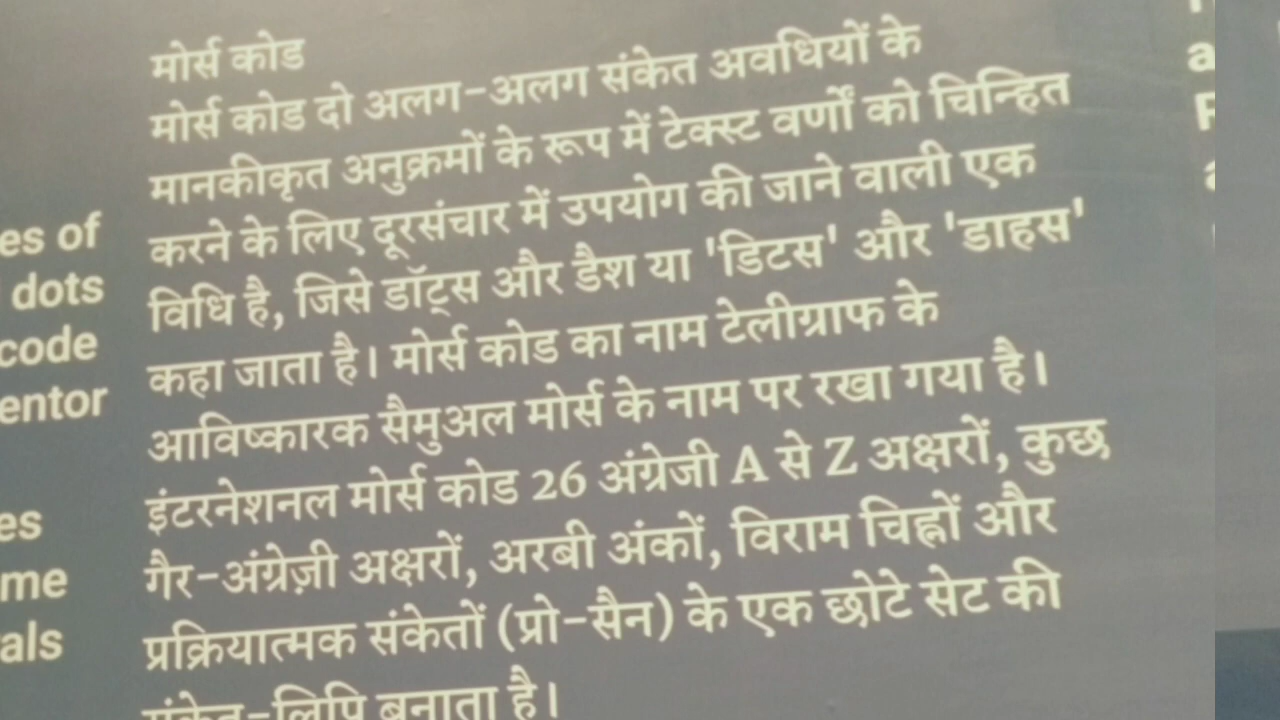 मोर्स कोड
मोर्स कोड दो अलग-अलग संकेत अवधियों के
मानकीकृत अनुक्रमों के रूप में टेक्स्ट वर्णों को चिन्हित
करने के लिए दूरसंचार में उपयोग की जाने वाली एक
विधि है, जिसे डॉट्स और डैश या 'डिटस' और 'डाहस'
कहा जाता है। मोर्स कोड का नाम टेलीग्राफ के
आविष्कारक सैमुअल मोर्स के नाम पर रखा गया है।
इंटरनेशनल मोर्स कोड 26 अंग्रेजी A से Z अक्षरों, कुछ
गैर-अंग्रेज़ी अक्षरों, अरबी अंकों, विराम चिह्नों और
प्रक्रियात्मक संकेतों (प्रो-सैन) के एक छोटे सेट की
संकेत-लिपि बनाता है।
es of
dots
code
entor
es
me
als